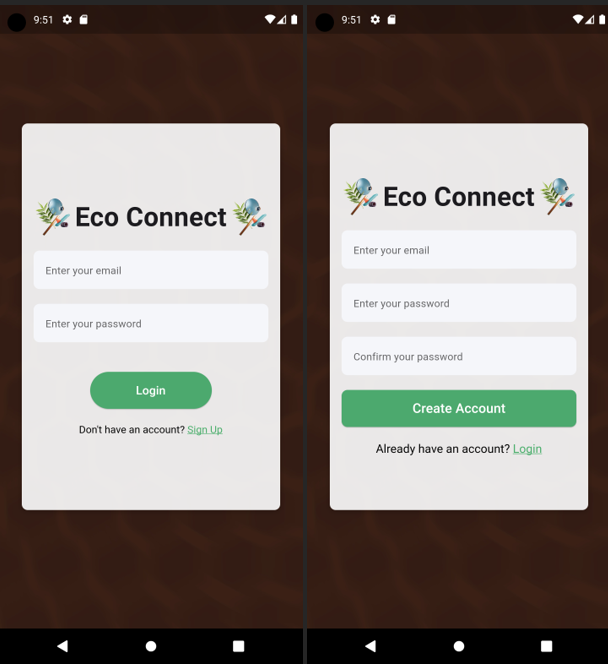 9:51
Eco Connect
Enter your email
Enter your password
Login
Don't have an account? Sign Up
9:51
Eco Connect
Enter your email
Enter your password
Confirm your password
Create Account
Already have an account? Login